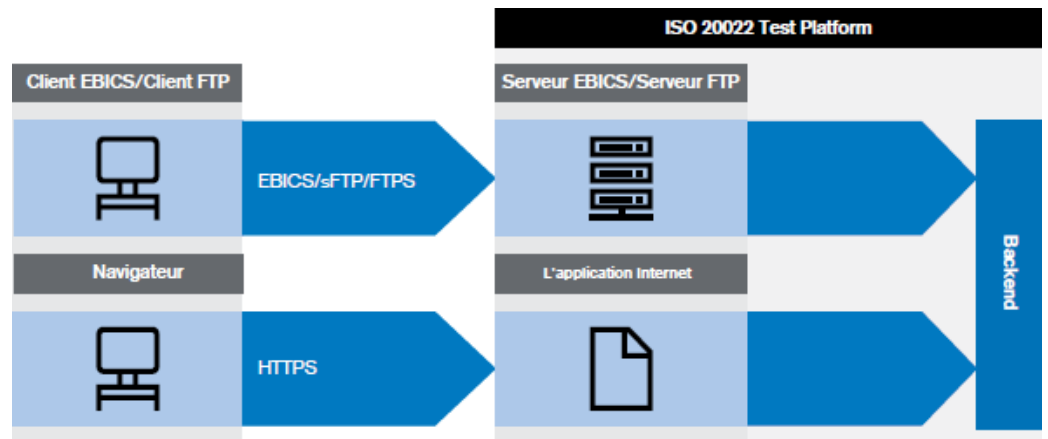 ISO 20022 Test Platform
Client EBICS/Client FTP
Serveur EBICS/Serveur FTP
EBICS/sFTP/FTPS
Navigateur
L'application Internet
HTTPS
Backend